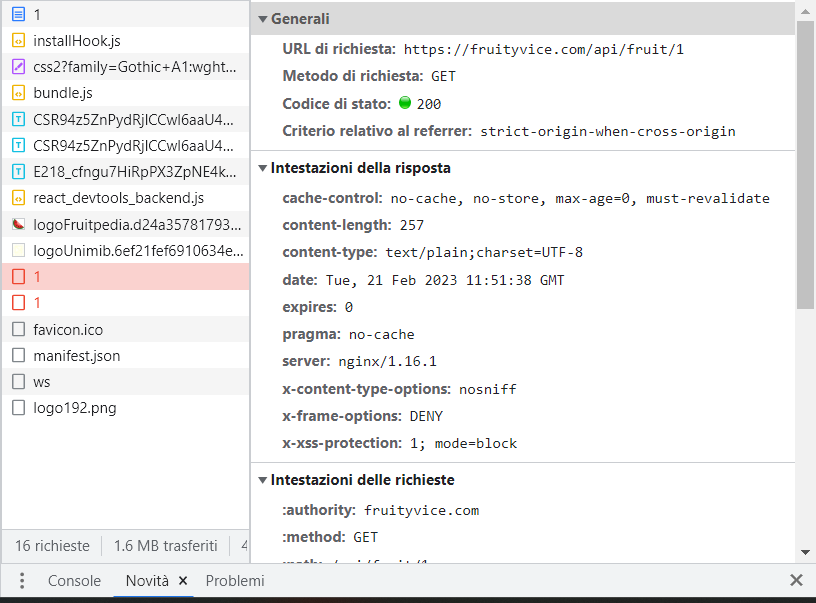 1
installHook.js
css2?family=Gothic+A1:wght...
bundle.js
CSR94z5ZnPydRjlCCwl6aaU4...
CSR94z5ZnPydRjlCCwl6aaU4...
E218_cfngu7HiRpPX3ZpNE4k...
react_devtools_backend.js
logoFruitpedia.d24a35781793...
logoUnimib.6ef21fef6910634e...
1
1
favicon.ico
manifest.json
ws
logo192.png
16 richieste
1.6 MB trasferiti
4
Generali
URL di richiesta: https://fruityvice.com/api/fruit/1
Metodo di richiesta: GET
Codice di stato: 200
Criterio relativo al referrer: strict-origin-when-cross-origin
Intestazioni della risposta
cache-control: no-cache, no-store, max-age=0, must-revalidate
content-length: 257
content-type: text/plain;charset=UTF-8
date: Tue, 21 Feb 2023 11:51:38 GMT
expires: 0
pragma: no-cache
server: nginx/1.16.1
x-content-type-options: nosniff
x-frame-options: DENY
x-xss-protection: 1; mode=block
Intestazioni delle richieste
:authority: fruityvice.com
:method: GET
:path: /api/fruit/1
Console
Novità ×
Problemi